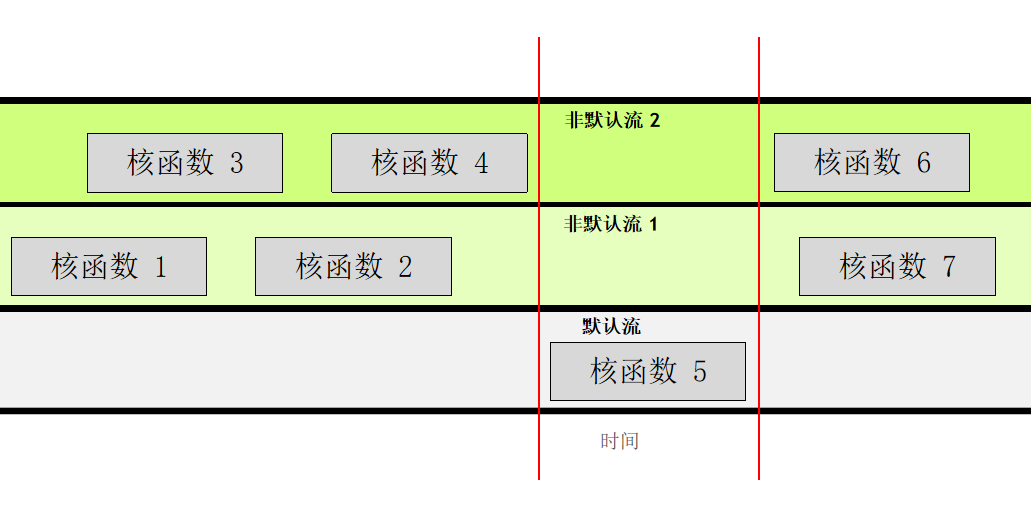 非默认流 2
核函数 3
核函数 4
核函数 6
非默认流 1
核函数 1
核函数 2
核函数 7
默认流
核函数 5
时间